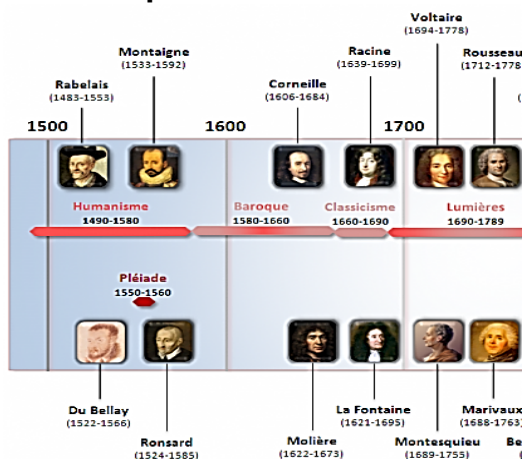 Voltaire
(1694-1778)
Montaigne
(1533-1592)
Racine
(1639-1699)
Rousseau
(1712-1778
Rabelais
(1483-1553)
Corneille
(1606-1684)
1500
1600
1700
Humanisme
1490-1580
Baroque
1580-1660
Classicisme
1660-1690
Lumières
1690-1789
Pléiade
1550-1560
Du Bellay
(1522-1566)
La Fontaine
(1621-1695)
Marivaux
(1688-1763)
Ronsard
(1524-1585)
Molière
(1622-1673)
Montesquieu
(1689-1755)
Be